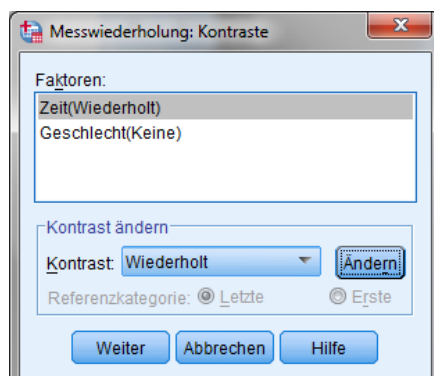 Messwiederholung: Kontraste
Faktoren:
Zeit(Wiederholt)
Geschlecht(Keine)
Kontrast ändern
Kontrast: Wiederholt Ändern
Referenzkategorie: Letzte Erste
Weiter Abbrechen Hilfe